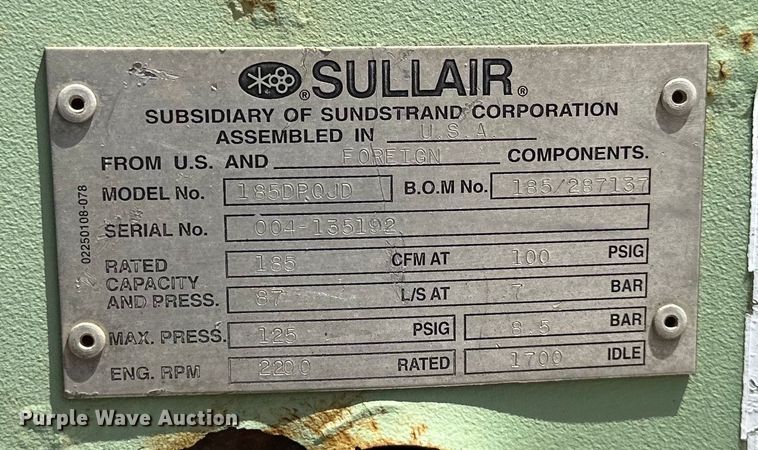 ® SULLAIR®
SUBSIDIARY OF SUNDSTRAND CORPORATION
ASSEMBLED IN U.S.A.
FROM U.S. AND FOREIGN COMPONENTS.
MODEL No. 185DPQJD B.O.M No. 185/287137
SERIAL No. 004-135192
RATED CAPACITY AND PRESS. 185 CFM AT 100 PSIG
87 L/S AT 7 BAR
MAX. PRESS. 125 PSIG 8.5 BAR
ENG. RPM 2200 RATED 1700 IDLE
02250108-078
Purple Wave Auction